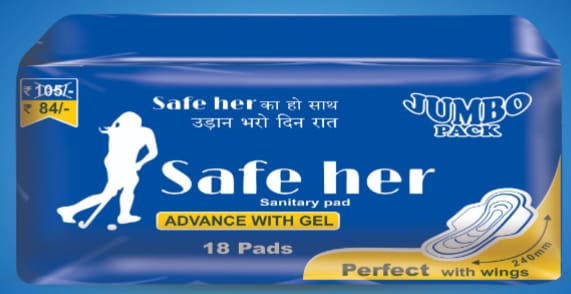 ₹ 105/-
₹ 84/-
Safe her का हो साथ
उड़ान भरो दिन रात
JUMBO
PACK
Safe her
Sanitary pad
ADVANCE WITH GEL
18 Pads
240mm
Perfect with wings